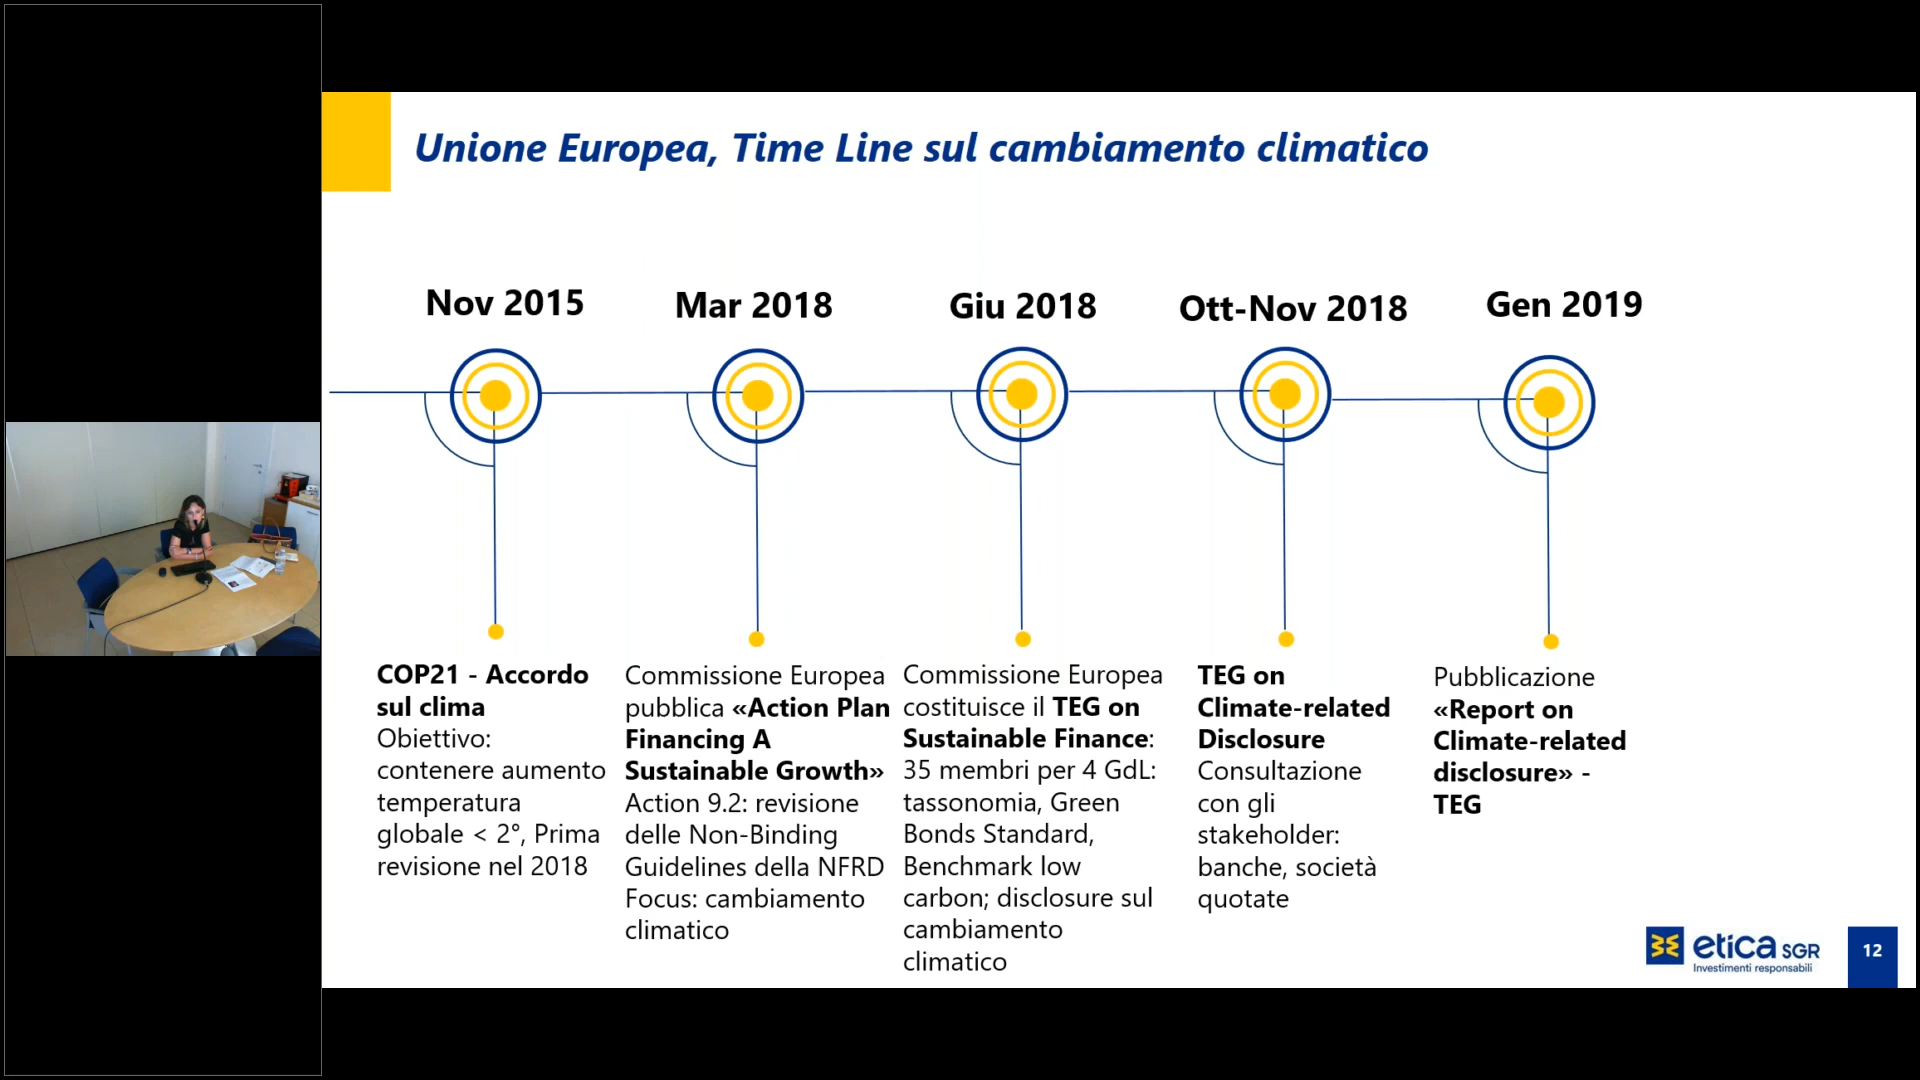 Unione Europea, Time Line sul cambiamento climatico
Nov 2015
Mar 2018
Giu 2018
Ott-Nov 2018
Gen 2019
COP21 - Accordo
sul clima
Obiettivo:
contenere aumento
temperatura
globale < 2°, Prima
revisione nel 2018
Commissione Europea
pubblica «Action Plan
Financing A
Sustainable Growth»
Action 9.2: revisione
delle Non-Binding
Guidelines della NFRD
Focus: cambiamento
climatico
Commissione Europea
costituisce il TEG on
Sustainable Finance:
35 membri per 4 GdL:
tassonomia, Green
Bonds Standard,
Benchmark low
carbon; disclosure sul
cambiamento
climatico
TEG on
Climate-related
Disclosure
Consultazione
con gli
stakeholder:
banche, società
quotate
Pubblicazione
«Report on
Climate-related
disclosure» -
TEG
etica SGR
Investimenti responsabili
12